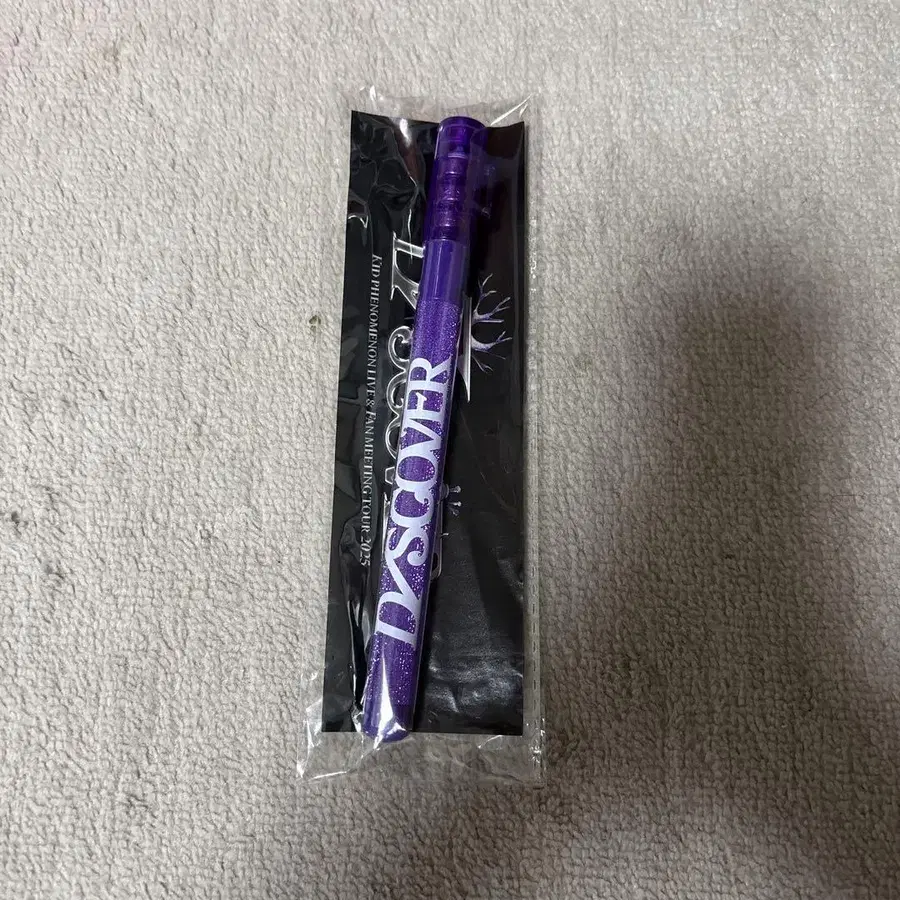 DYSCOVER
KID PHENOMENON LIVE & FAN MEETING TOUR 2025